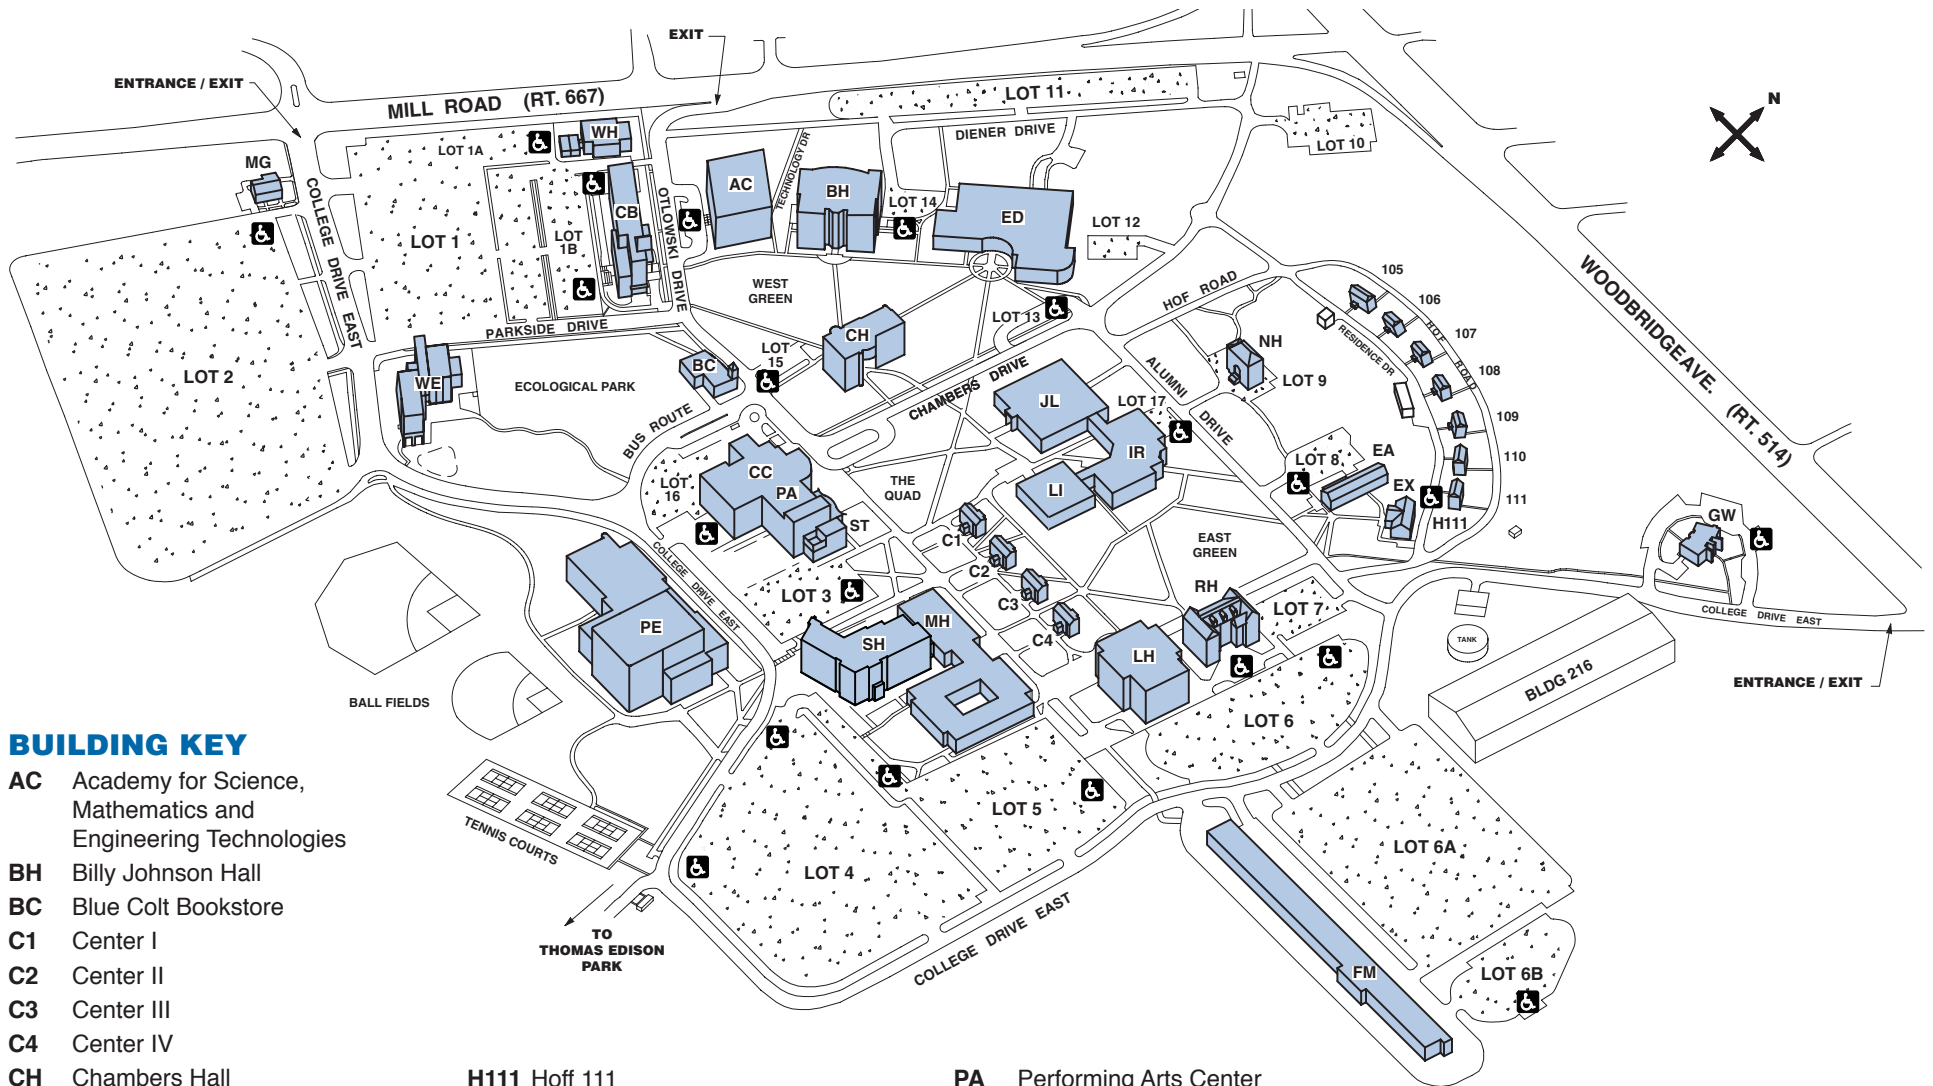 EXIT
ENTRANCE / EXIT
MILL ROAD (RT. 667)
LOT 11
N
DIENER DRIVE
LOT 10
WH
LOT 1A
MG
TECHNOLOGY DR
AC
BH
LOT 14
ED
LOT 12
COLLEGE DRIVE EAST
LOT 1
LOT
1B
CB
OTLOWSKI DRIVE
WEST
GREEN
HOF ROAD
105
106
107
108
109
110
111
HOF ROAD
RESIDENCE DR
WOODBRIDGE AVE. (RT. 514)
LOT 13
PARKSIDE DRIVE
CH
NH
LOT 9
LOT 2
WE
ECOLOGICAL PARK
BC
LOT
15
CHAMBERS DRIVE
ALUMNI DRIVE
JL
LOT 17
BUS ROUTE
IR
LOT 8
EA
EX
H111
CC
PA
LOT
16
THE
QUAD
LI
ST
C1
C2
C3
C4
EAST
GREEN
GW
COLLEGE DRIVE EAST
LOT 3
RH
LOT 7
COLLEGE DRIVE EAST
TANK
PE
SH
MH
LH
BLDG 216
ENTRANCE / EXIT
BALL FIELDS
LOT 6
TENNIS COURTS
LOT 5
LOT 4
LOT 6A
TO
THOMAS EDISON
PARK
COLLEGE DRIVE EAST
FM
LOT 6B
BUILDING KEY
AC Academy for Science,
Mathematics and
Engineering Technologies
BH Billy Johnson Hall
BC Blue Colt Bookstore
C1 Center I
C2 Center II
C3 Center III
C4 Center IV
CH Chambers Hall
H111 Hoff 111
PA Performing Arts Center